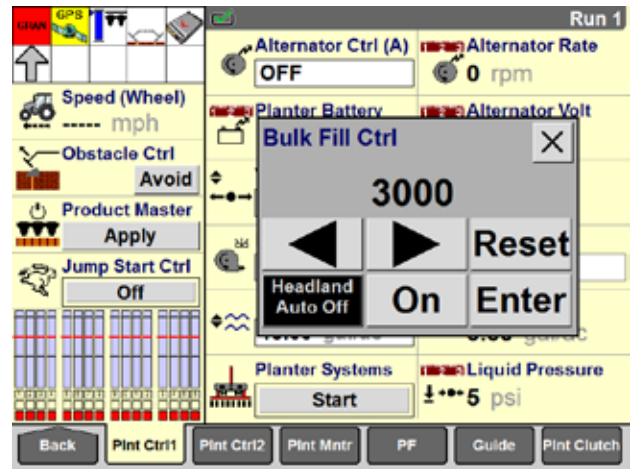 GRAN
GPS
Run 1
Speed (Wheel)
----- mph
Obstacle Ctrl
Avoid
Product Master
Apply
Jump Start Ctrl
Off
Alternator Ctrl (A)
OFF
Alternator Rate
0 rpm
Planter Battery
Alternator Volt
Bulk Fill Ctrl
3000
Reset
Headland
Auto Off
On
Enter
Planter Systems
Start
Liquid Pressure
5 psi
Back
Plnt Ctrl1
Plnt Ctrl2
Plnt Mntr
PF
Guide
Plnt Clutch